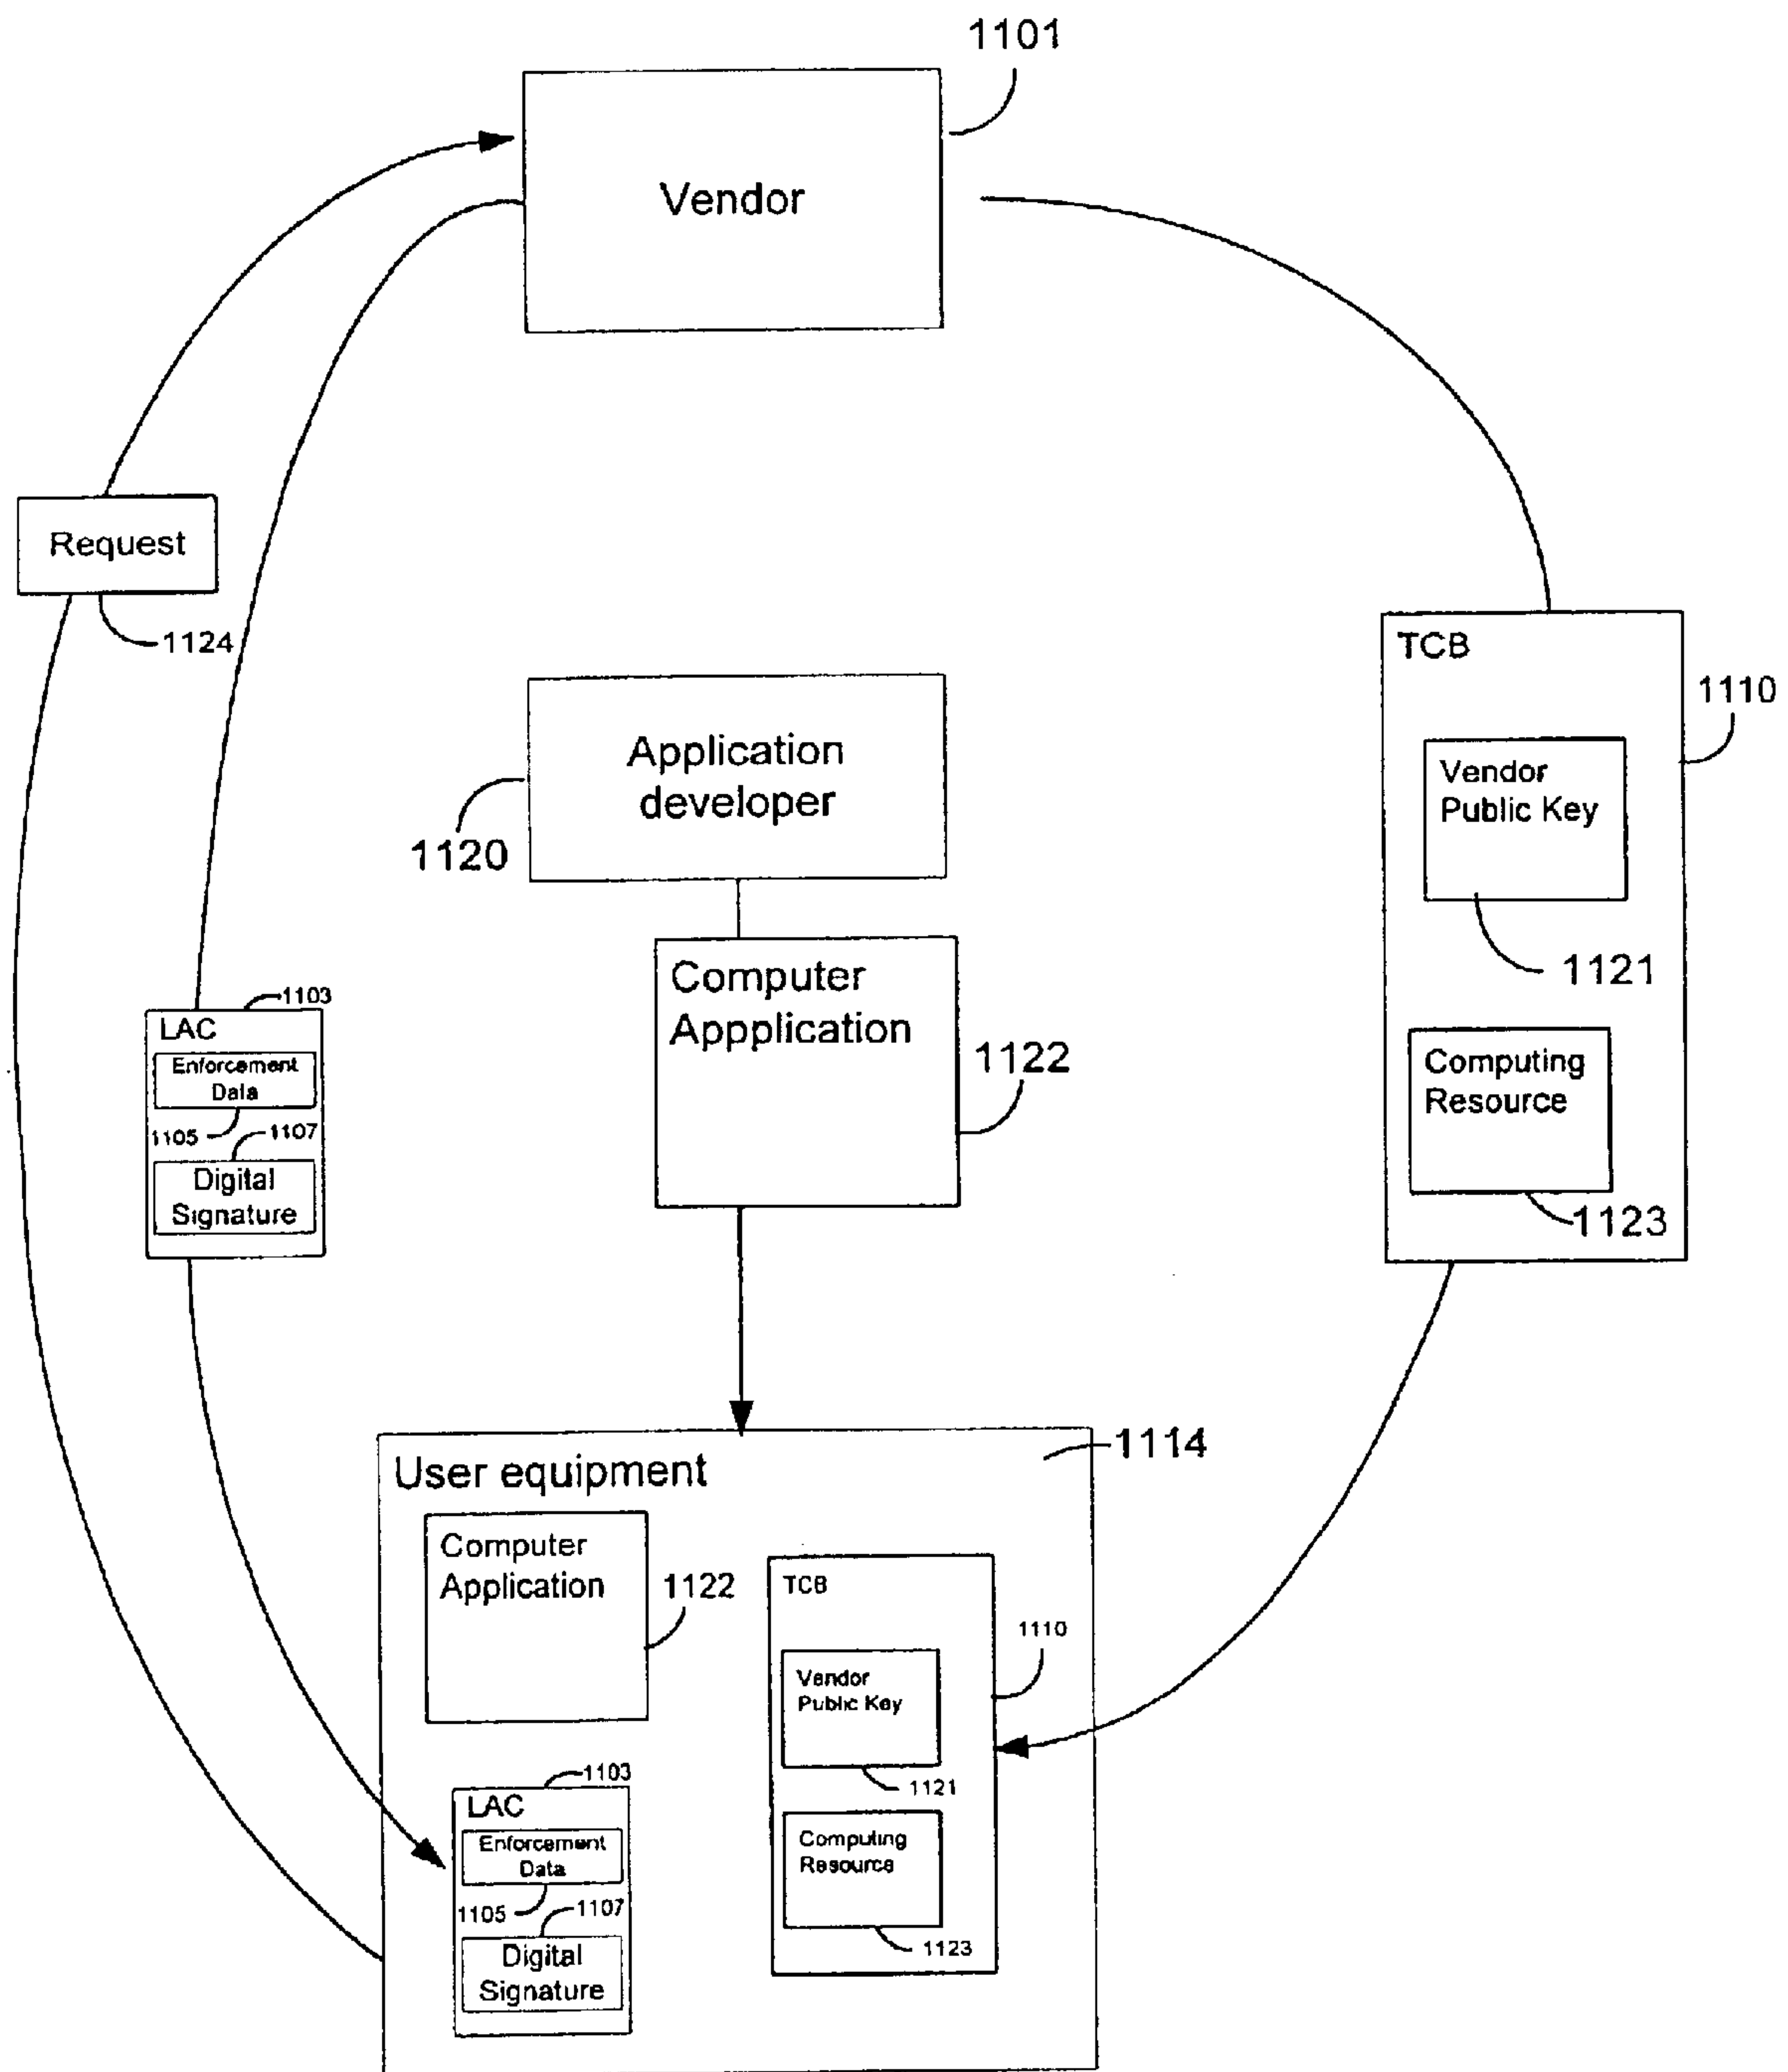 1101
Vendor
Request
1124
TCB
1110
Vendor
Public Key
1121
Computing
Resource
1123
Application
developer
1120
Computer
Appplication
1122
1103
LAC
Enforcement
Data
1105
1107
Digital
Signature
1114
User equipment
Computer
Application
1122
TCB
1110
Vendor
Public Key
1121
Computing
Resource
1123
1103
LAC
Enforcement
Data
1105
1107
Digital
Signature